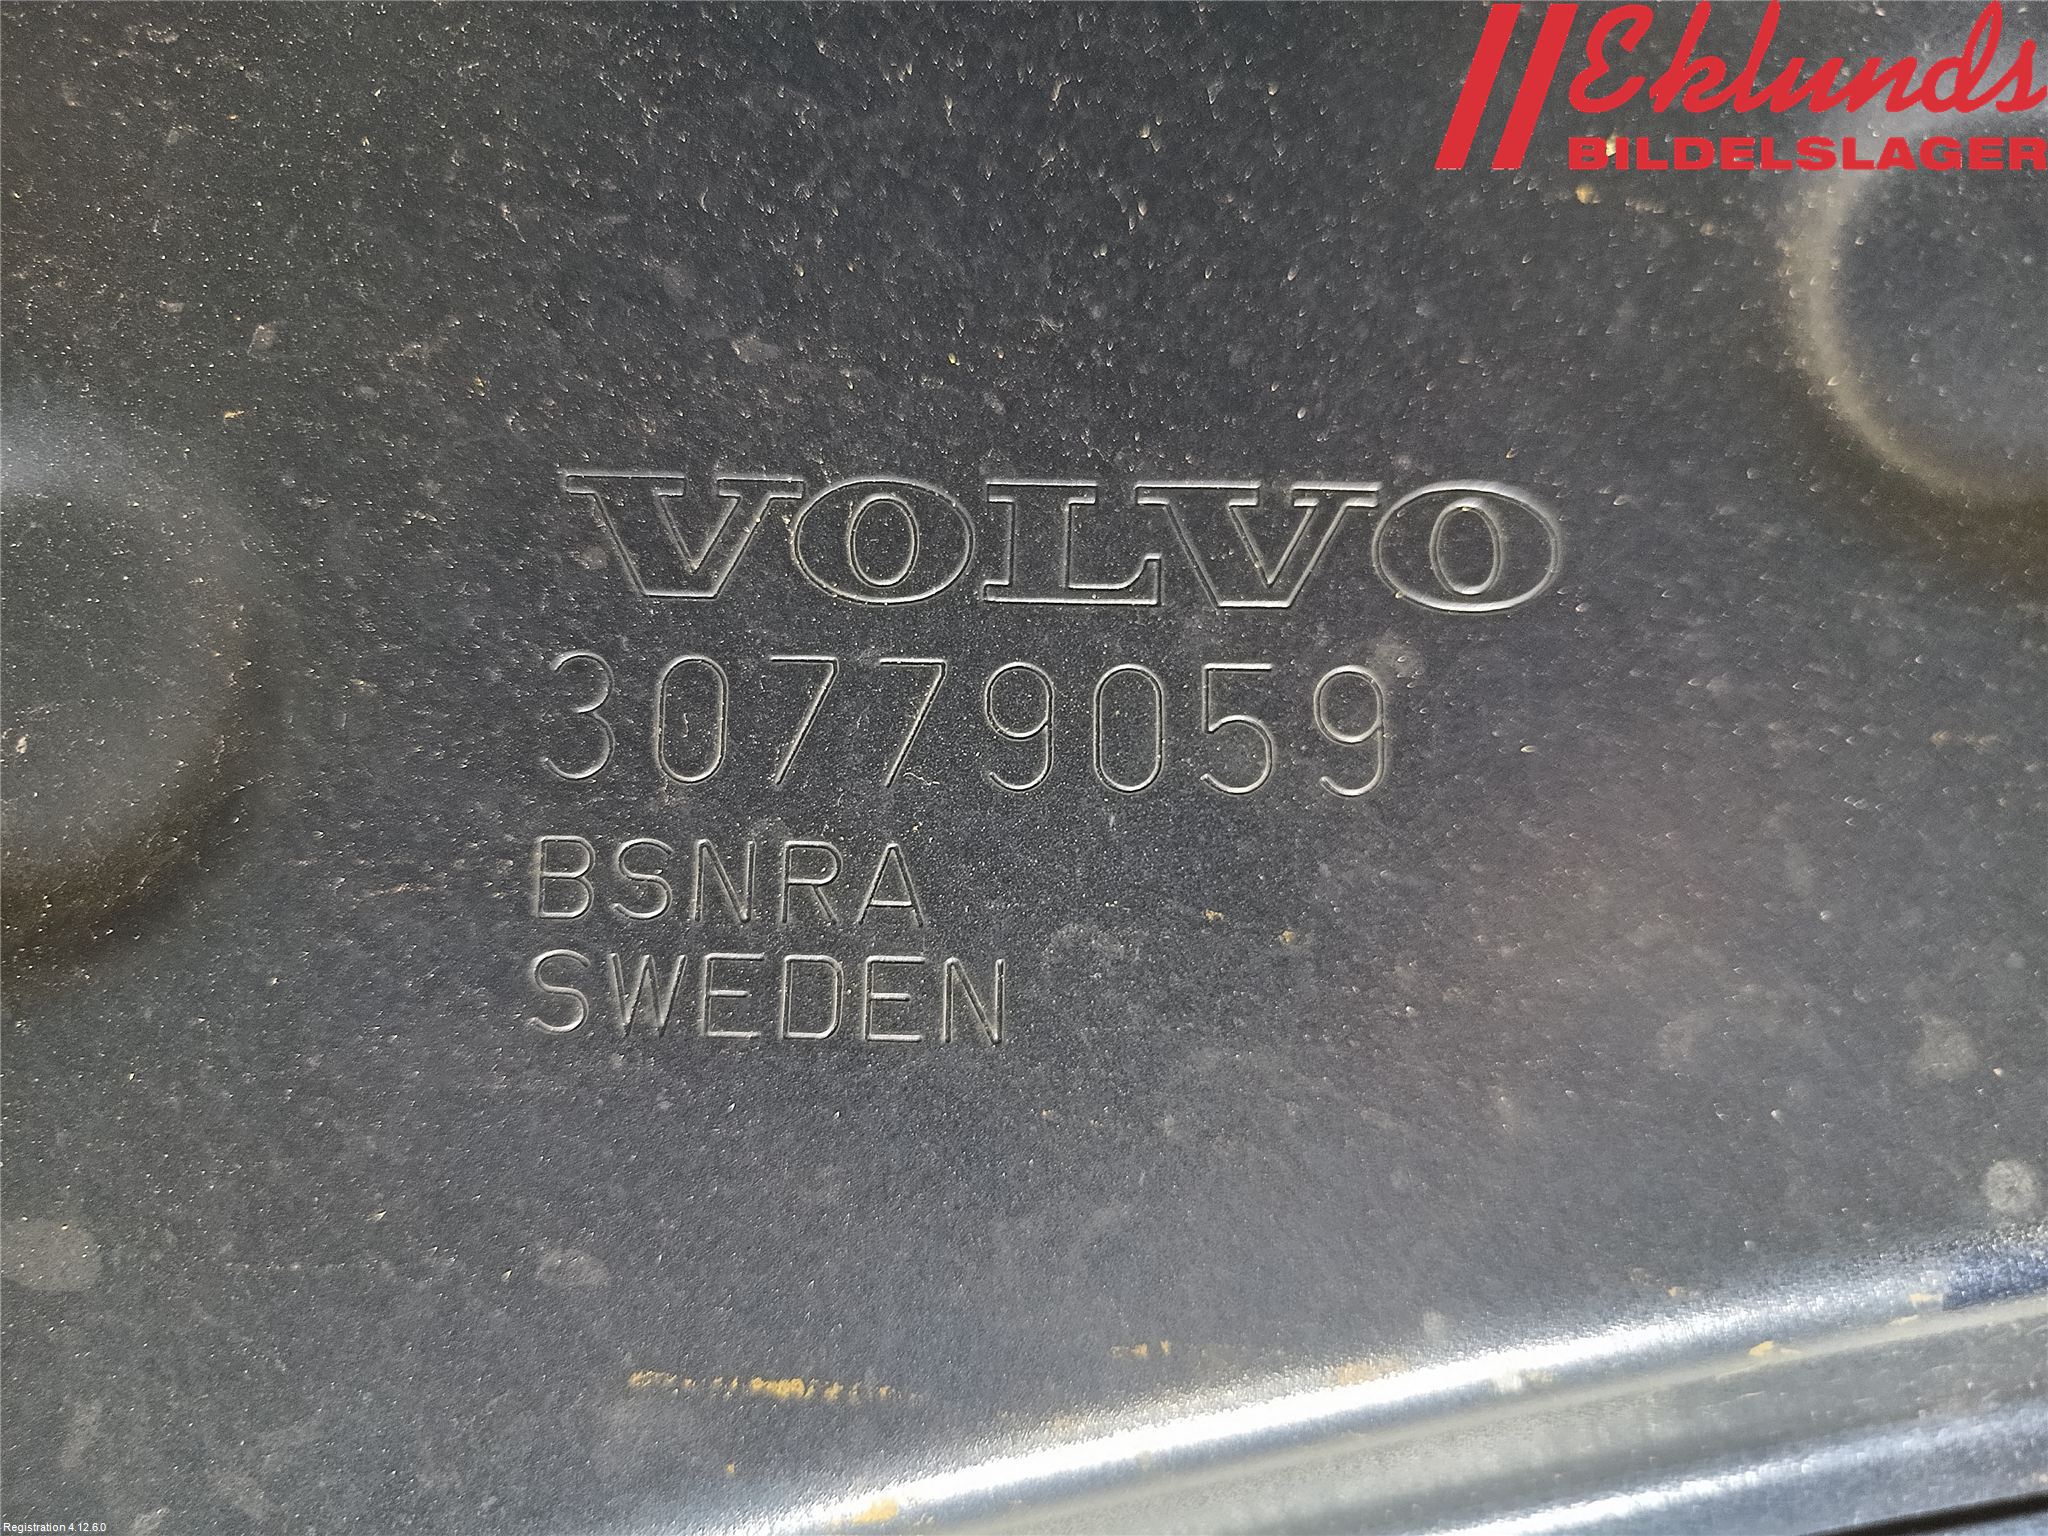 Eklunds
BILDELSLAGER
VOLVO
30779059
BSNRA
SWEDEN
Registration 4.12.6.0